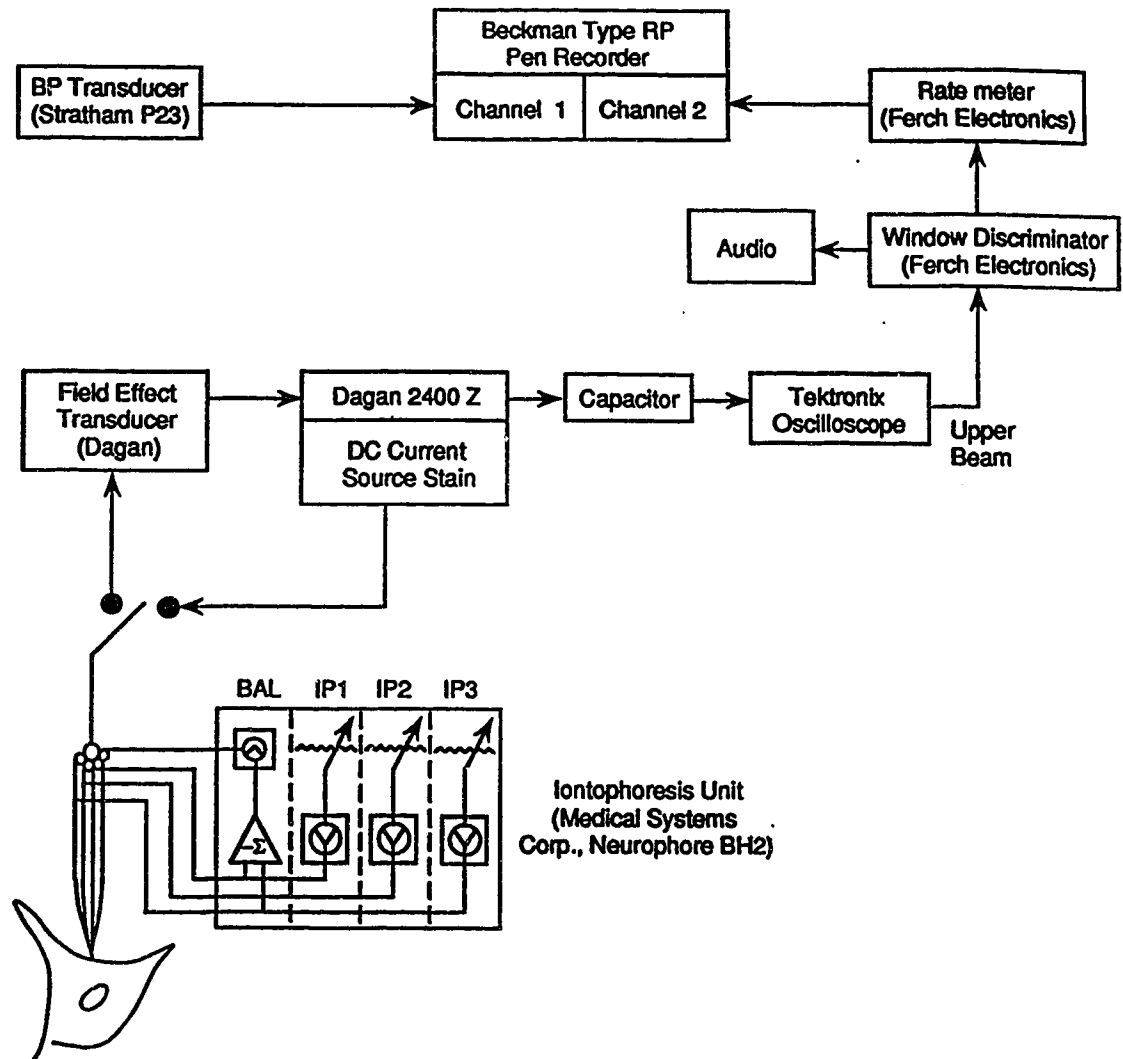 Beckman Type RP
Pen Recorder
BP Transducer
(Stratham P23)
Channel 1
Channel 2
Rate meter
(Ferch Electronics)
Audio
Window Discriminator
(Ferch Electronics)
Field Effect
Transducer
(Dagan)
Dagan 2400 Z
DC Current
Source Stain
Capacitor
Tektronix
Oscilloscope
Upper
Beam
BAL
IP1
IP2
IP3
-Σ
Iontophoresis Unit
(Medical Systems
Corp., Neurophore BH2)